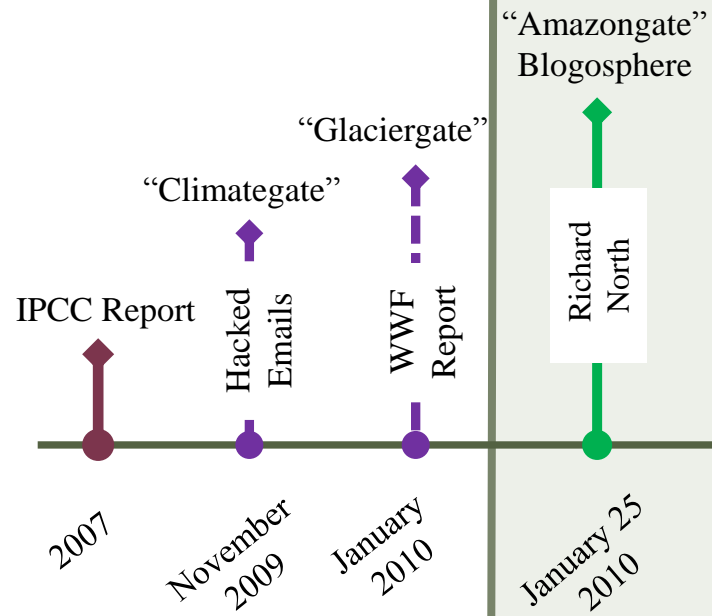 “Amazongate”
Blogosphere
“Glaciergate”
“Climategate”
IPCC Report
Hacked
Emails
WWF
Report
Richard
North
2007
November
2009
January
2010
January 25
2010